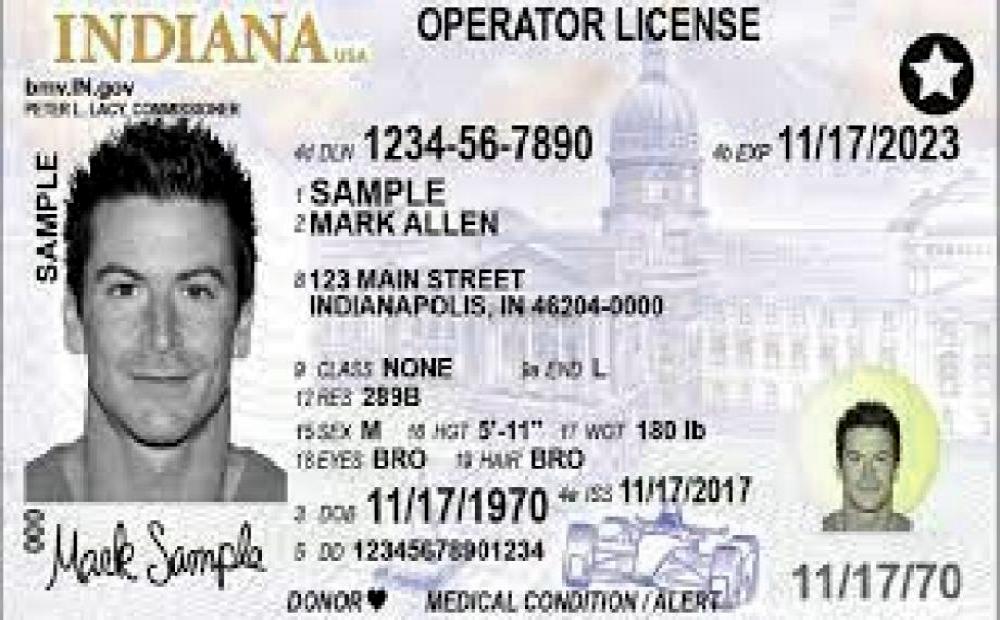 INDIANA USA
OPERATOR LICENSE
bmv.IN.gov
PETER L. LACY, COMMISSIONER
SAMPLE
4d DLN 1234-56-7890
4b EXP 11/17/2023
1 SAMPLE
2 MARK ALLEN
8 123 MAIN STREET
INDIANAPOLIS, IN 46204-0000
9 CLASS NONE 9a END L
12 RES 289B
15 SEX M 16 HGT 5'-11" 17 WGT 180 lb
18 EYES BRO 19 HAIR BRO
3 DOB 11/17/1970 4a ISS 11/17/2017
5 DD 12345678901234
000
Mark Sample
11/17/70
DONOR♥ MEDICAL CONDITION / ALERT